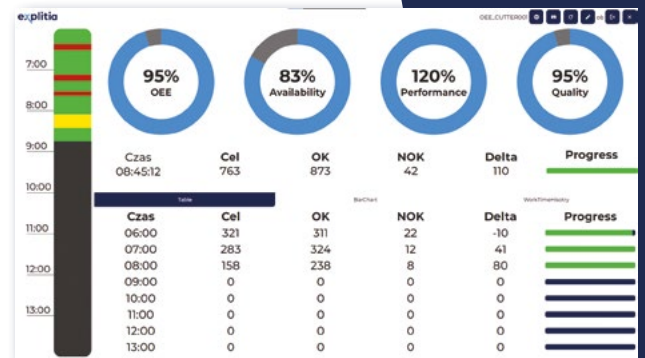 explitia
OEE_CUTTER001
ok
7:00
8:00
9:00
10:00
11:00
12:00
13:00
95%
OEE
83%
Availability
120%
Performance
95%
Quality
Czas Cel OK NOK Delta Progress
08:45:12 763 873 42 110
Table BarChart
Czas Cel OK NOK Delta Progress
06:00 321 311 22 -10
07:00 283 324 12 41
08:00 158 238 8 80
09:00 0 0 0 0
10:00 0 0 0 0
11:00 0 0 0 0
12:00 0 0 0 0
13:00 0 0 0 0